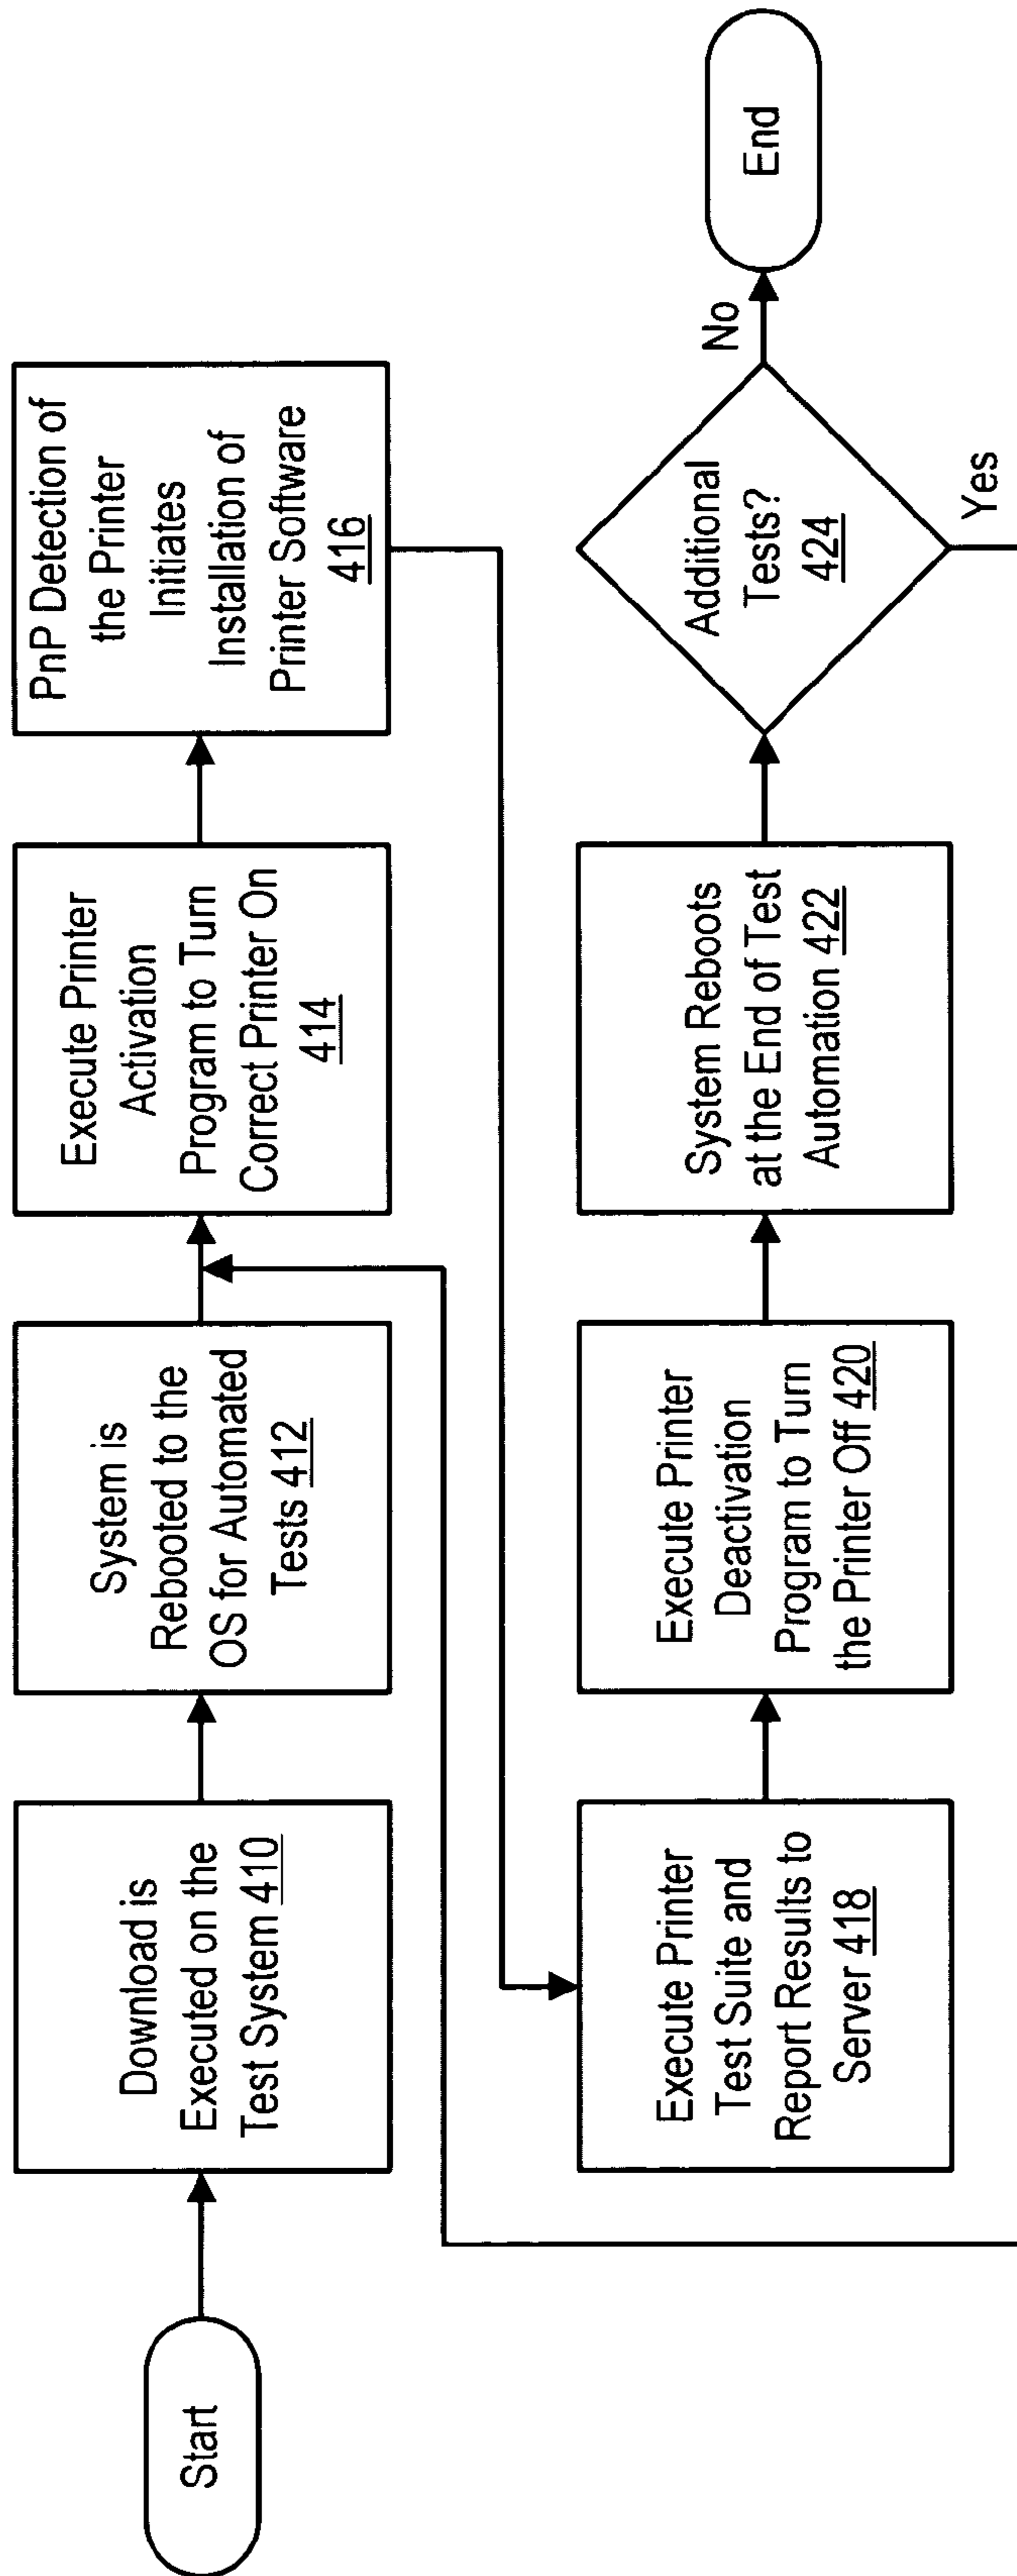 Start
Download is
Executed on the
Test System 410
System is
Rebooted to the
OS for Automated
Tests 412
Execute Printer
Activation
Program to Turn
Correct Printer On
414
PnP Detection of
the Printer
Initiates
Installation of
Printer Software
416
Execute Printer
Test Suite and
Report Results to
Server 418
Execute Printer
Deactivation
Program to Turn
the Printer Off 420
System Reboots
at the End of Test
Automation 422
Additional
Tests?
424
No
End
Yes